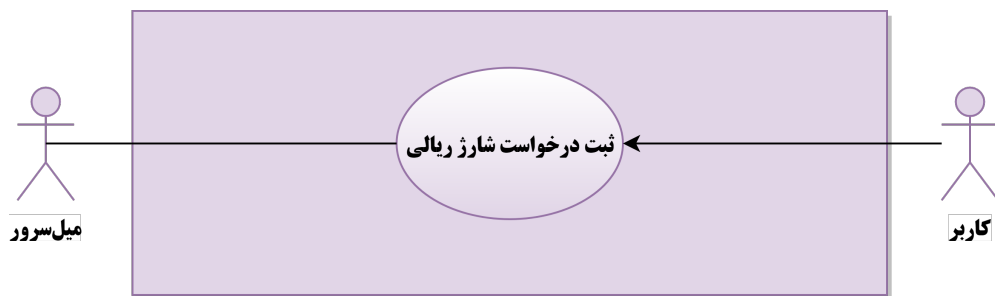 ثبت درخواست شارژ ریالی
کاربر
میل‌سرور